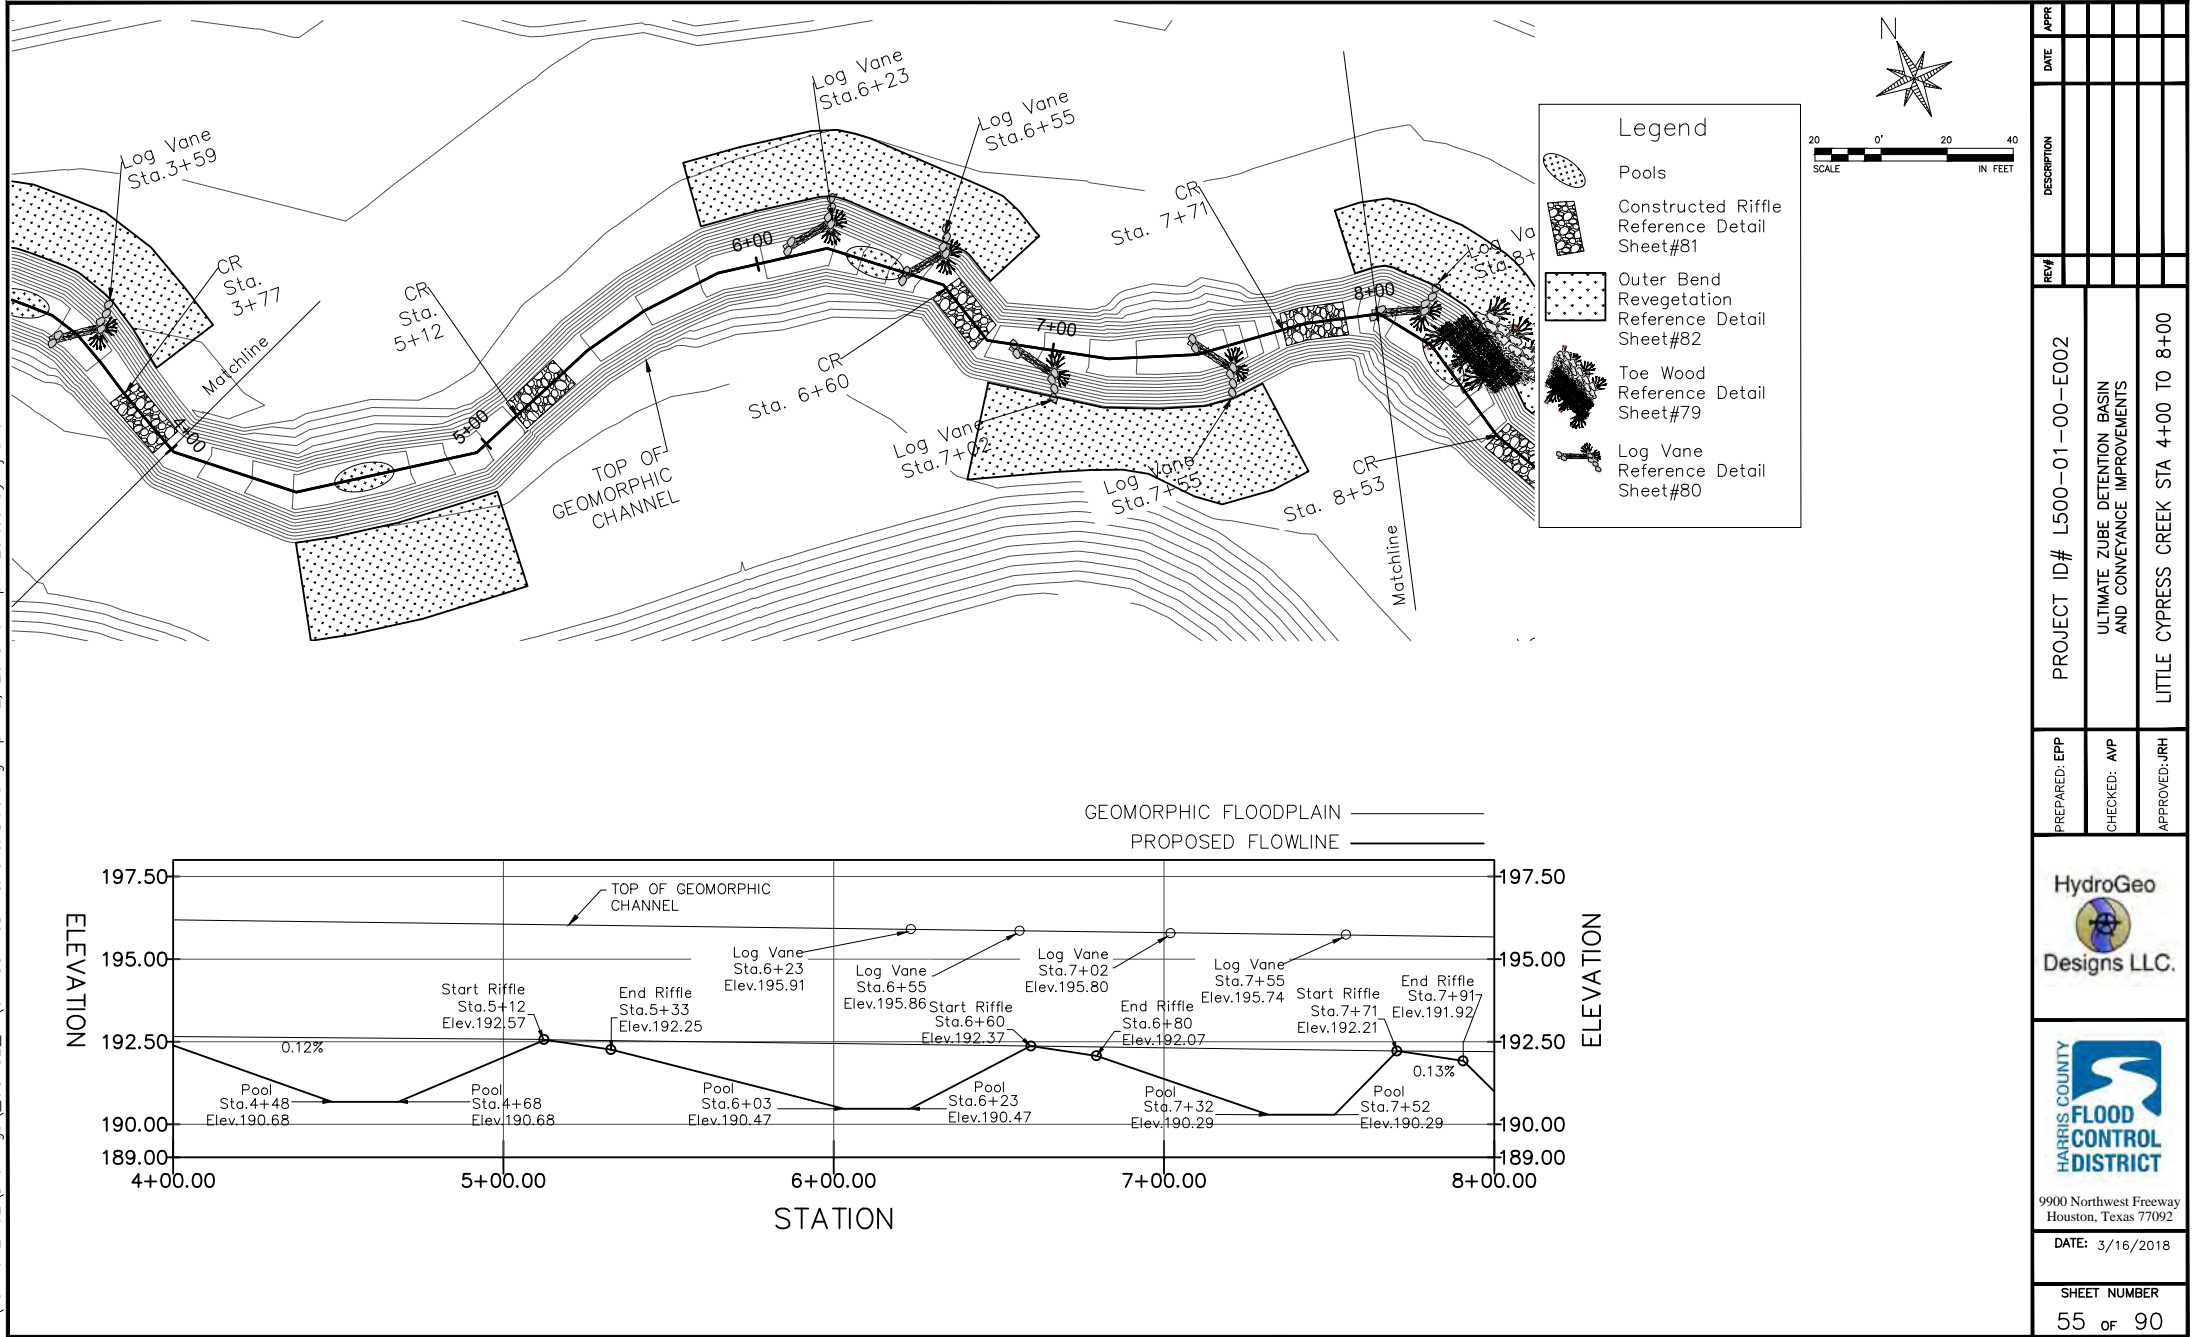 Log Vane
Sta.3+59
CR
Sta.
3+77
Matchline
4+00
CR
Sta.
5+12
5+00
TOP OF
GEOMORPHIC
CHANNEL
6+00
Log Vane
Sta.6+23
Log Vane
Sta.6+55
CR
Sta. 6+60
7+00
Log Vane
Sta.7+02
Log Vane
Sta.7+55
CR
Sta. 7+71
8+00
Log Va
Sta.8+
CR
Sta. 8+53
Matchline
N
20 0' 20 40
SCALE IN FEET
Legend
Pools
Constructed Riffle
Reference Detail
Sheet#81
Outer Bend
Revegetation
Reference Detail
Sheet#82
Toe Wood
Reference Detail
Sheet#79
Log Vane
Reference Detail
Sheet#80
GEOMORPHIC FLOODPLAIN
PROPOSED FLOWLINE
ELEVATION
197.50
195.00
192.50
190.00
189.00
TOP OF GEOMORPHIC
CHANNEL
Log Vane
Sta.6+23
Elev.195.91
Log Vane
Sta.6+55
Elev.195.86
Log Vane
Sta.7+02
Elev.195.80
Log Vane
Sta.7+55
Elev.195.74
Start Riffle
Sta.5+12
Elev.192.57
End Riffle
Sta.5+33
Elev.192.25
Start Riffle
Sta.6+60
Elev.192.37
End Riffle
Sta.6+80
Elev.192.07
Start Riffle
Sta.7+71
Elev.192.21
End Riffle
Sta.7+91
Elev.191.92
0.12%
0.13%
Pool
Sta.4+48
Elev.190.68
Pool
Sta.4+68
Elev.190.68
Pool
Sta.6+03
Elev.190.47
Pool
Sta.6+23
Elev.190.47
Pool
Sta.7+32
Elev.190.29
Pool
Sta.7+52
Elev.190.29
197.50
195.00
192.50
190.00
189.00
ELEVATION
4+00.00 5+00.00 6+00.00 7+00.00 8+00.00
STATION
APPR
DATE
DESCRIPTION
REV#
PROJECT ID# L500-01-00-E002
ULTIMATE ZUBE DETENTION BASIN
AND CONVEYANCE IMPROVEMENTS
LITTLE CYPRESS CREEK STA 4+00 TO 8+00
PREPARED: EPP
CHECKED: AVP
APPROVED: JRH
HydroGeo
Designs LLC.
HARRIS COUNTY
FLOOD
CONTROL
DISTRICT
9900 Northwest Freeway
Houston, Texas 77092
DATE: 3/16/2018
SHEET NUMBER
55 OF 90